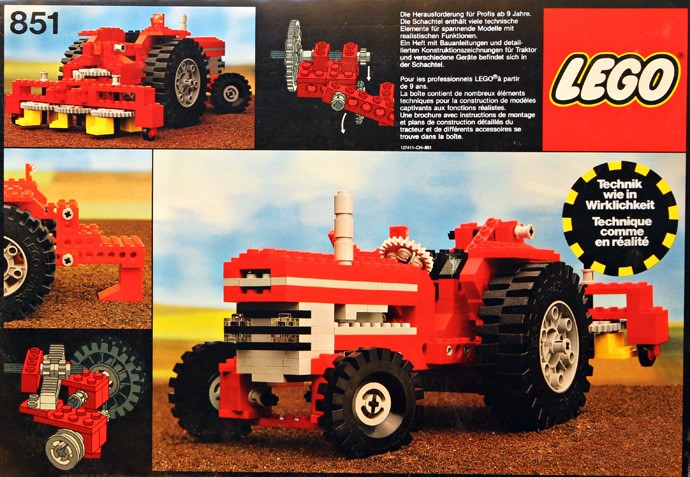 851
Die Herausforderung für Profis ab 9 Jahre.
Die Schachtel enthält viele technische
Elemente für spannende Modelle mit
realistischen Funktionen.
Ein Heft mit Bauanleitungen und detail-
lierten Konstruktionszeichnungen für Traktor
und verschiedene Geräte befindet sich in
der Schachtel.
Pour les professionnels LEGO® à partir
de 9 ans.
La boîte contient de nombreux éléments
techniques pour la construction de modèles
captivants aux fonctions réalistes.
Une brochure avec instructions de montage
et plans de construction détaillés du
tracteur et de différents accessoires se
trouve dans la boîte.
127411-CH-851
LEGO
Technik
wie in
Wirklichkeit
Technique
comme
en réalité